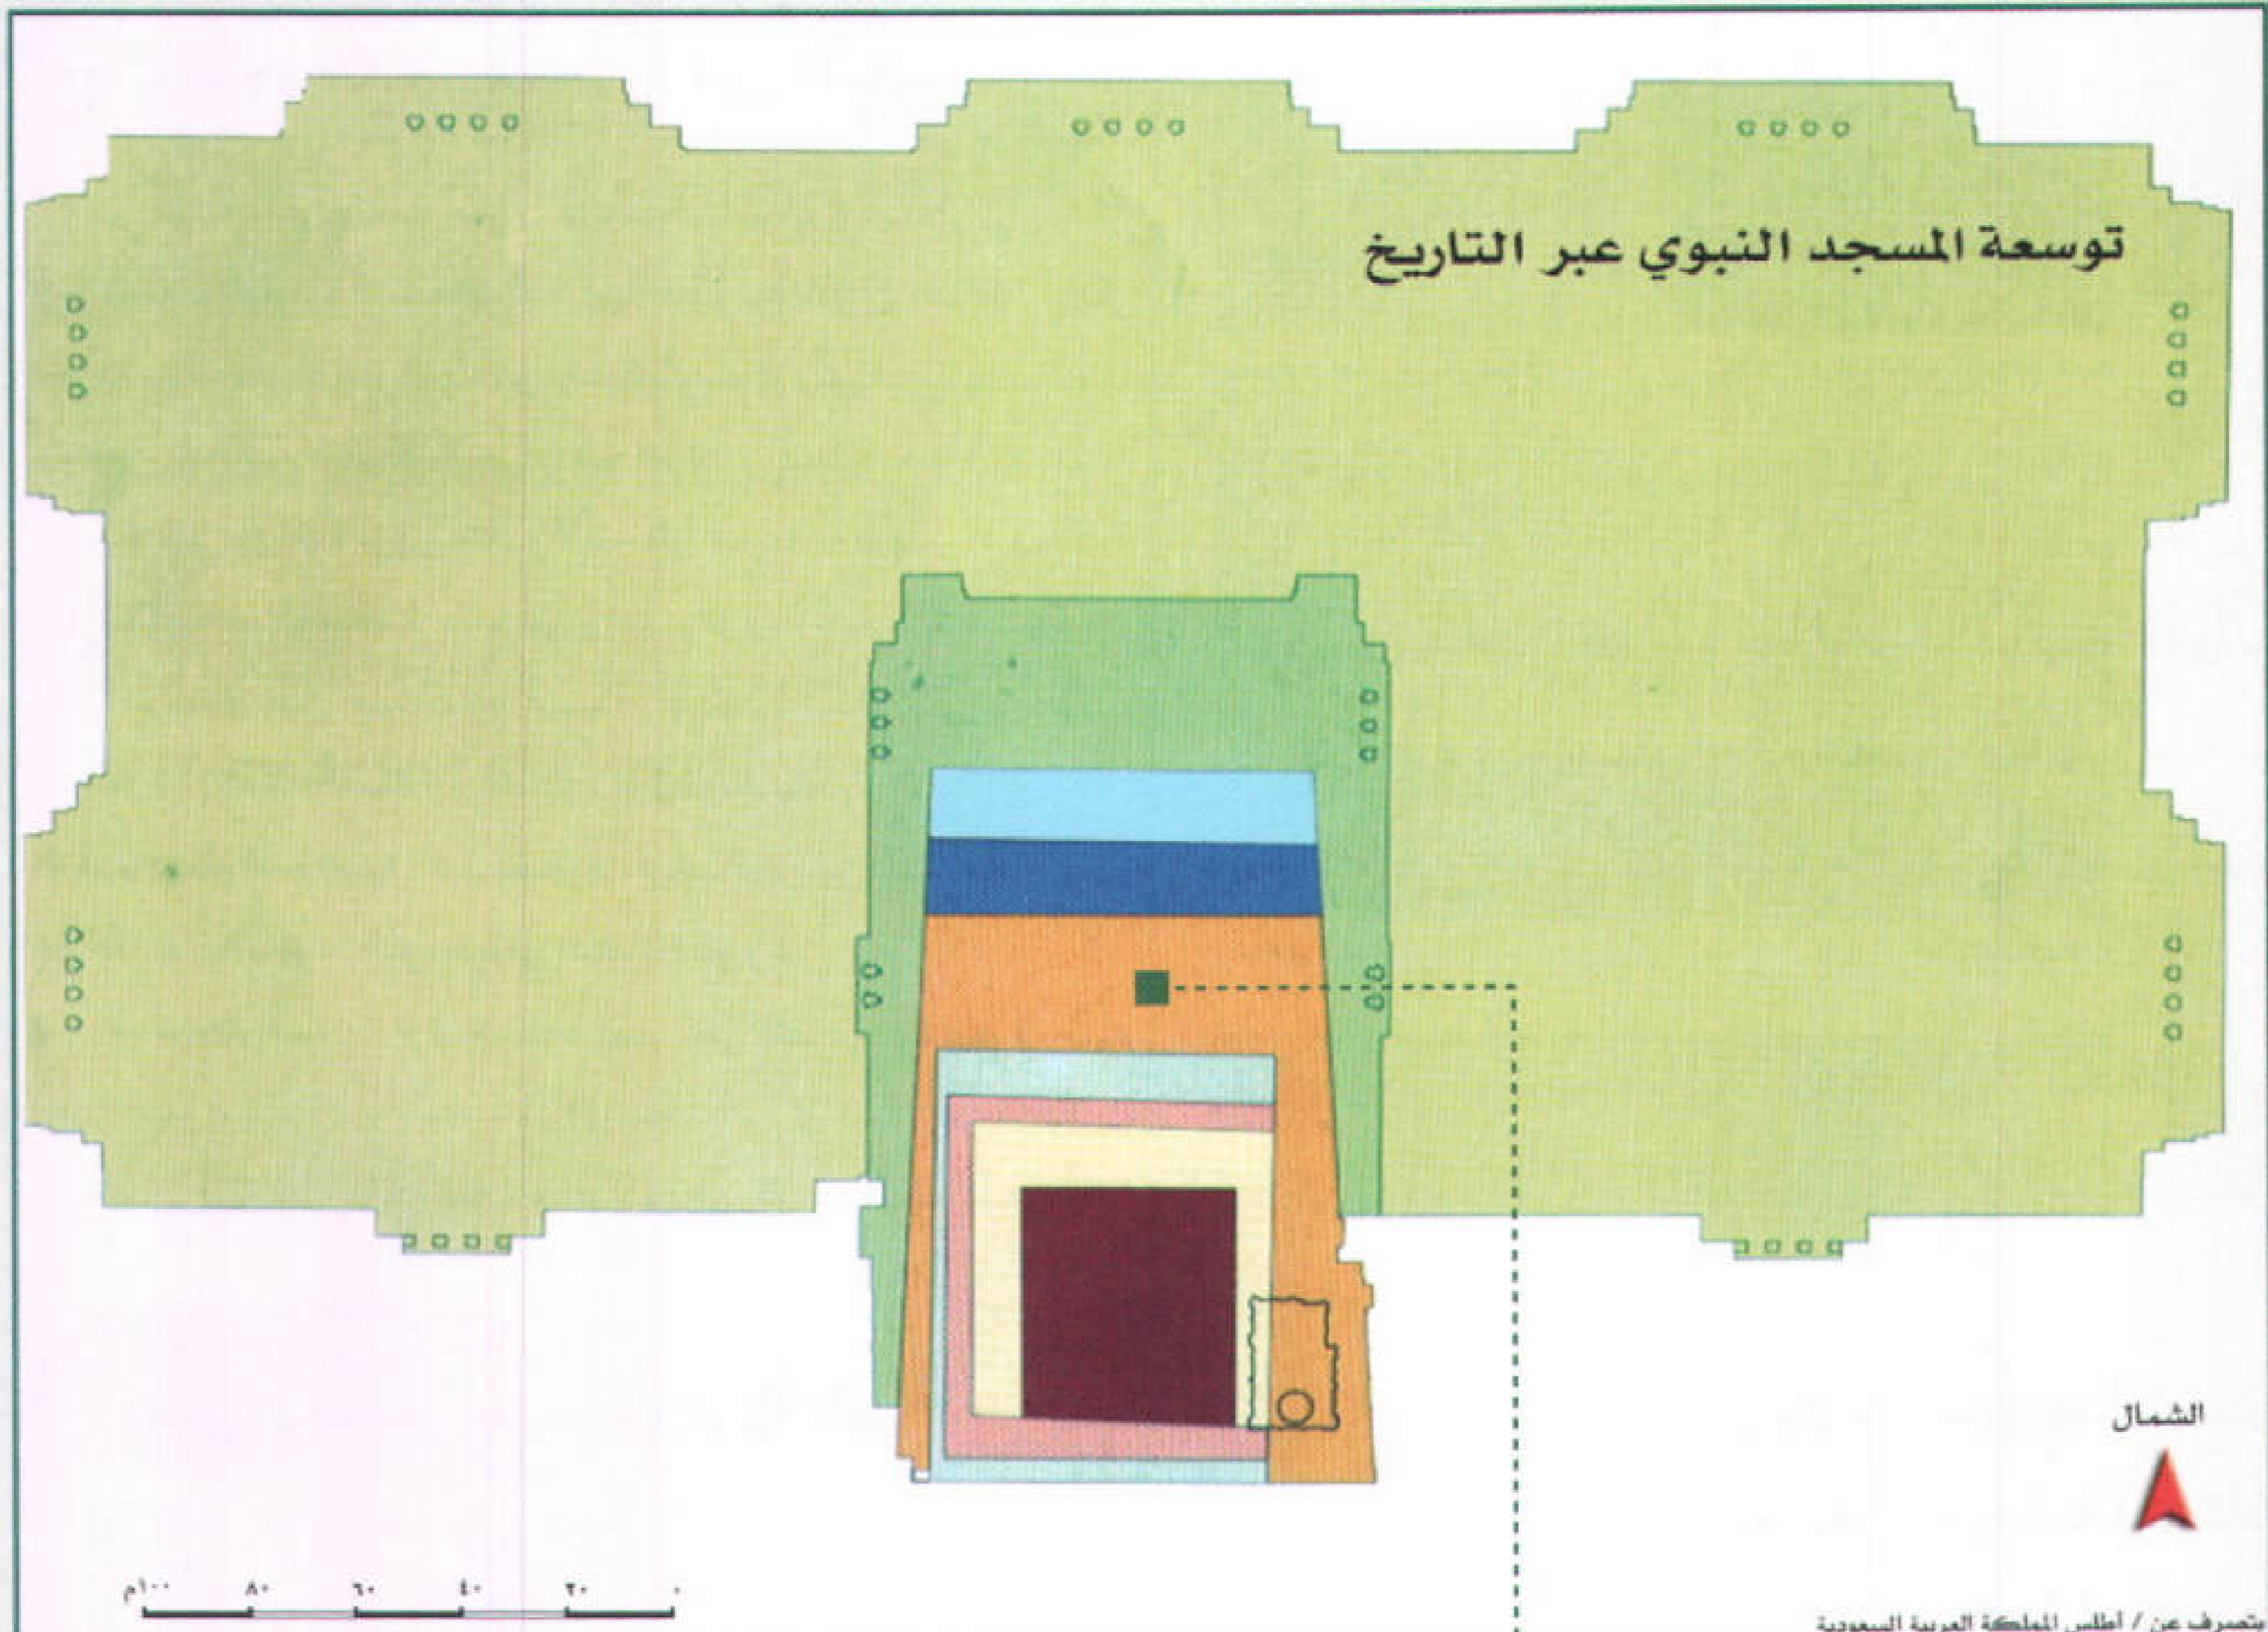 توسعة المسجد النبوي عبر التاريخ
الشمال
٠ ٢٠ ٤٠ ٦٠ ٨٠ ١٠٠م
بتصرف عن / أطلس المملكة العربية السعودية